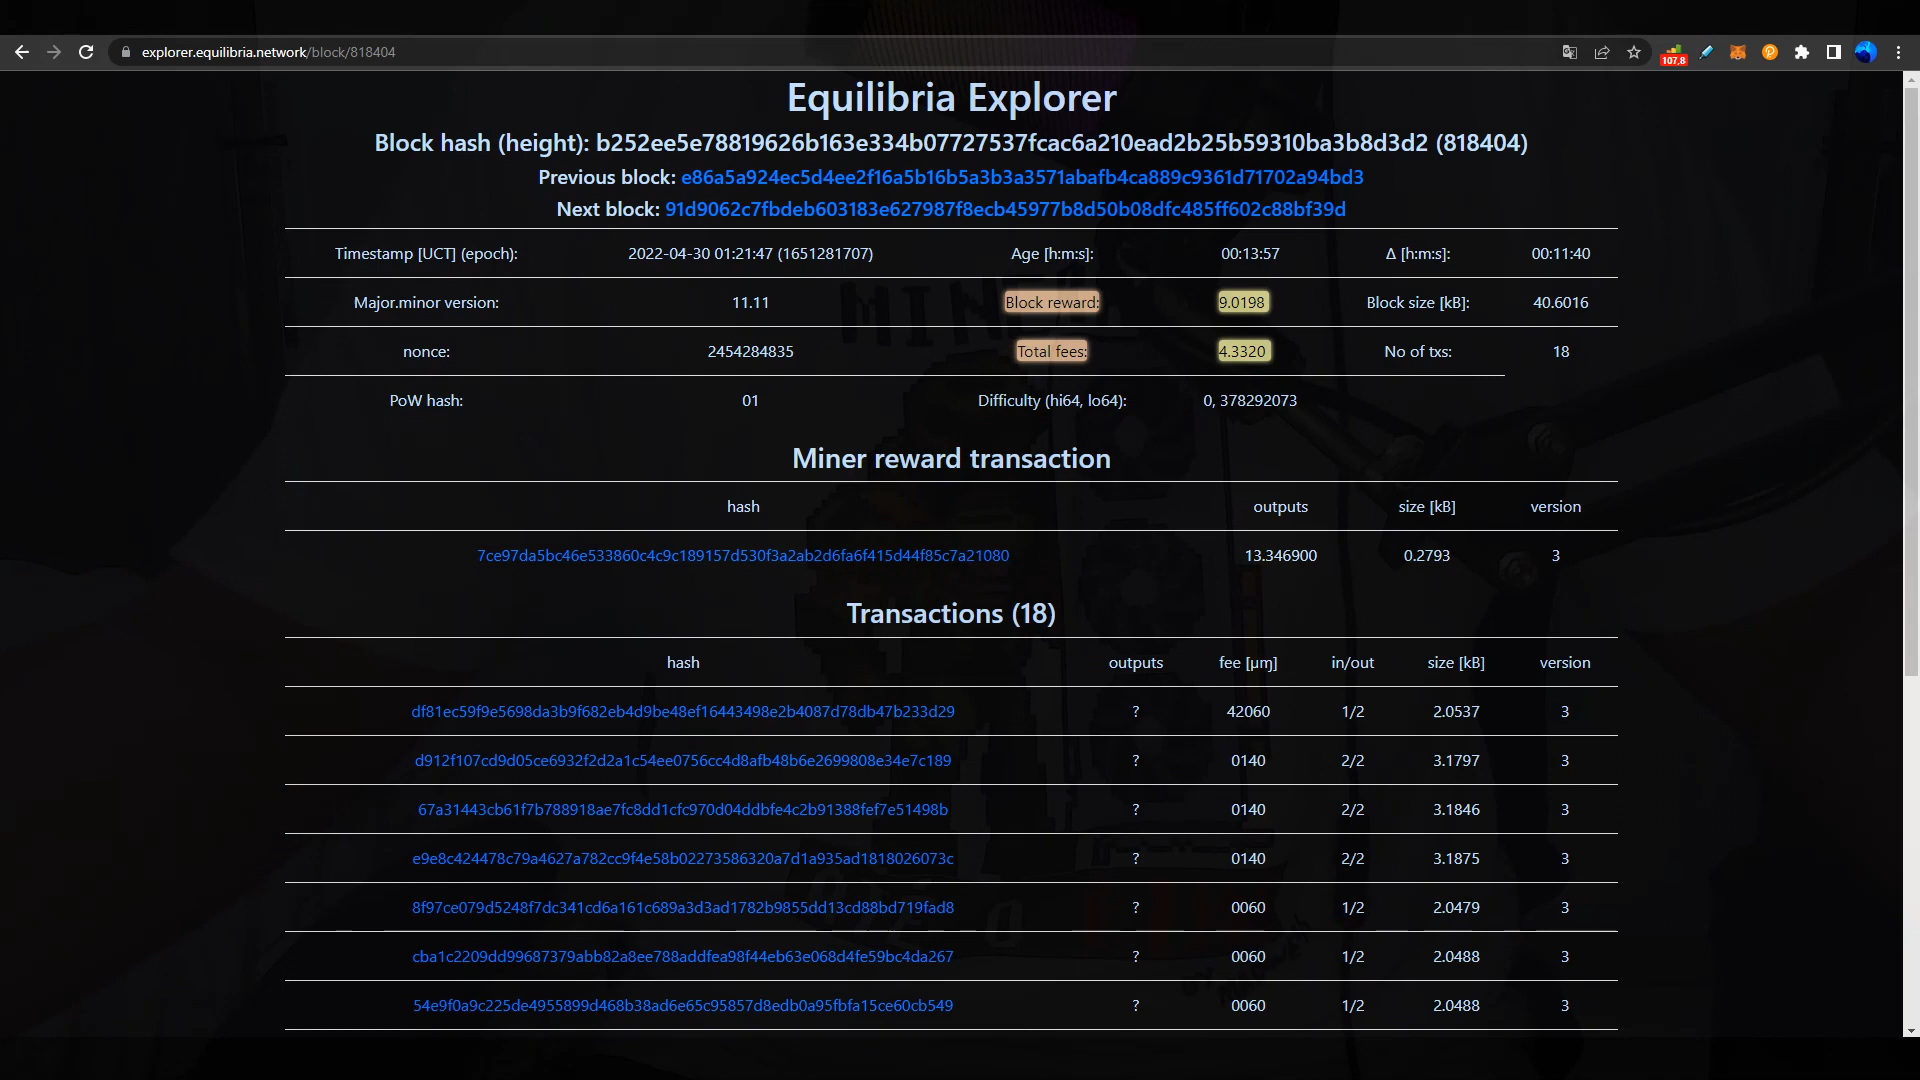 explorer.equilibria.network/block/818404
107,8
Equilibria Explorer
Block hash (height): b252ee5e78819626b163e334b07727537fcac6a210ead2b25b59310ba3b8d3d2 (818404)
Previous block: e86a5a924ec5d4ee2f16a5b16b5a3b3a3571abafb4ca889c9361d71702a94bd3
Next block: 91d9062c7fbdeb603183e627987f8ecb45977b8d50b08dfc485ff602c88bf39d
Timestamp [UCT] (epoch): 2022-04-30 01:21:47 (1651281707) Age [h:m:s]: 00:13:57 Δ [h:m:s]: 00:11:40
Major.minor version: 11.11 Block reward: 9.0198 Block size [kB]: 40.6016
nonce: 2454284835 Total fees: 4.3320 No of txs: 18
PoW hash: 01 Difficulty (hi64, lo64): 0, 378292073
Miner reward transaction
hash outputs size [kB] version
7ce97da5bc46e533860c4c9c189157d530f3a2ab2d6fa6f415d44f85c7a21080 13.346900 0.2793 3
Transactions (18)
hash outputs fee [µɱ] in/out size [kB] version
df81ec59f9e5698da3b9f682eb4d9be48ef16443498e2b4087d78db47b233d29 ? 42060 1/2 2.0537 3
d912f107cd9d05ce6932f2d2a1c54ee0756cc4d8afb48b6e2699808e34e7c189 ? 0140 2/2 3.1797 3
67a31443cb61f7b788918ae7fc8dd1cfc970d04ddbfe4c2b91388fef7e51498b ? 0140 2/2 3.1846 3
e9e8c424478c79a4627a782cc9f4e58b02273586320a7d1a935ad1818026073c ? 0140 2/2 3.1875 3
8f97ce079d5248f7dc341cd6a161c689a3d3ad1782b9855dd13cd88bd719fad8 ? 0060 1/2 2.0479 3
cba1c2209dd99687379abb82a8ee788addfea98f44eb63e068d4fe59bc4da267 ? 0060 1/2 2.0488 3
54e9f0a9c225de4955899d468b38ad6e65c95857d8edb0a95fbfa15ce60cb549 ? 0060 1/2 2.0488 3